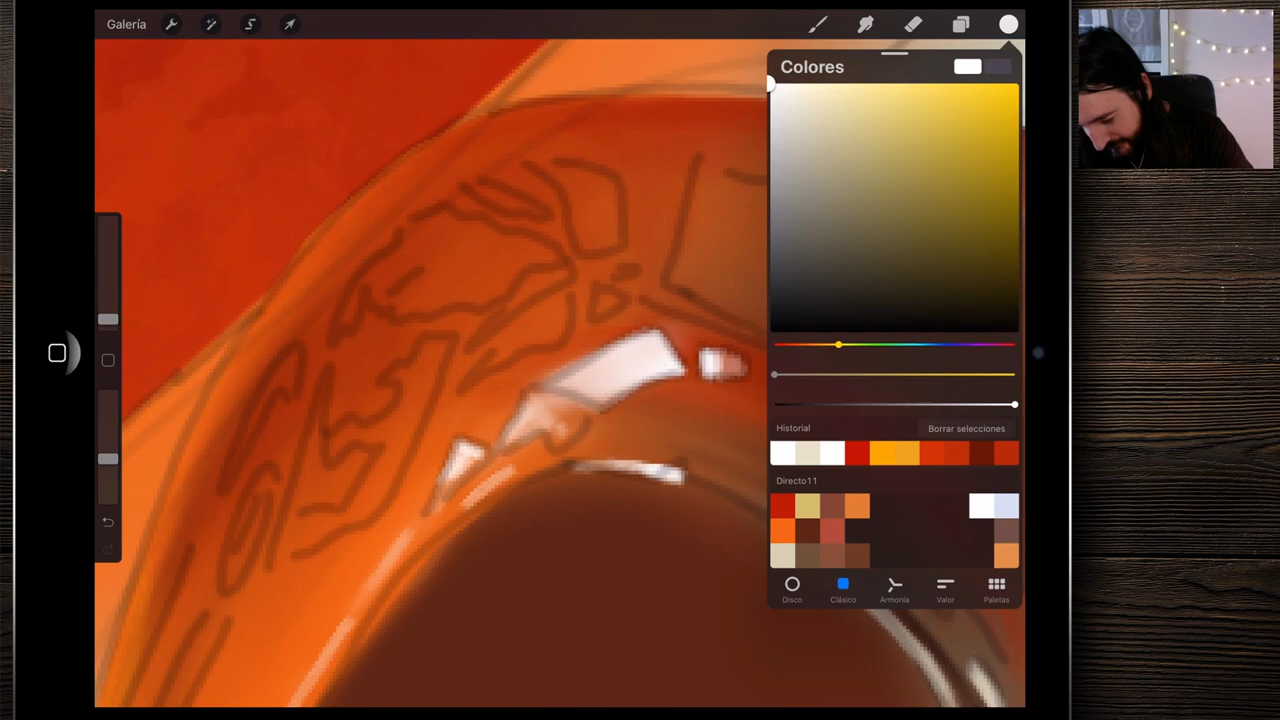 Galería
Colores
Historial
Borrar selecciones
Directo11
Disco
Clásico
Armonía
Valor
Paletas